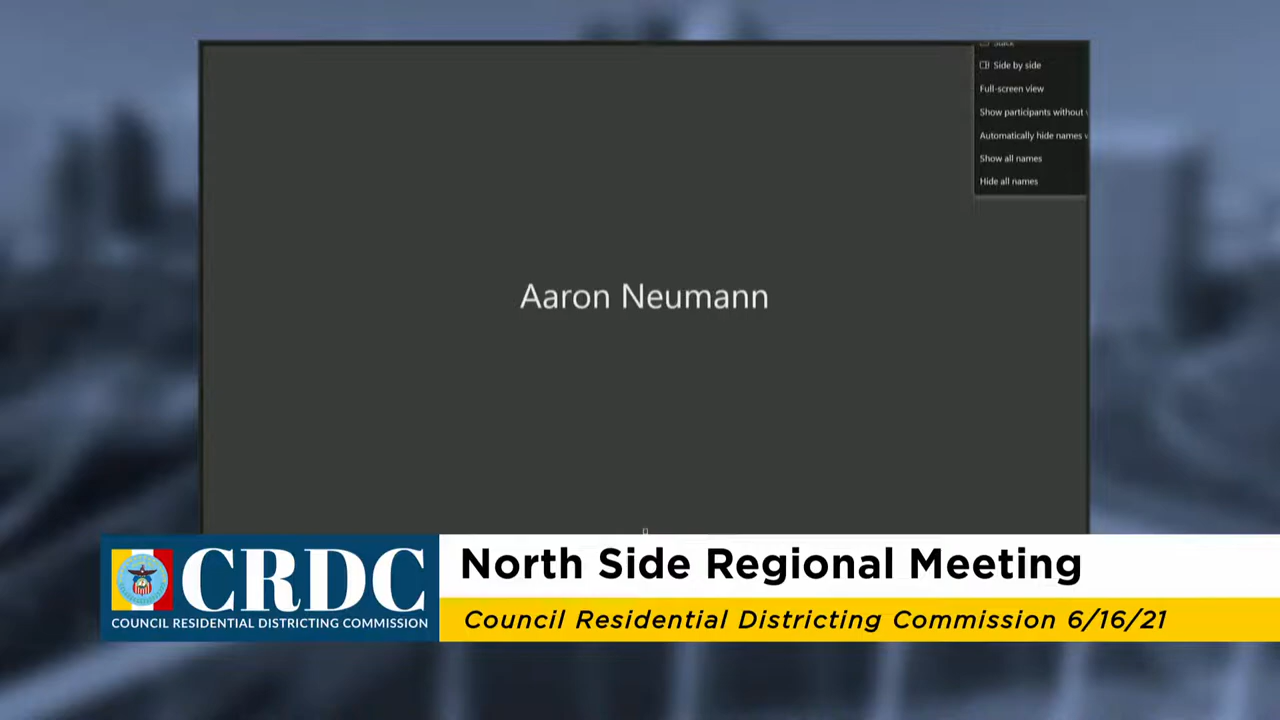 Stack
Side by side
Full-screen view
Show participants without
Automatically hide names
Show all names
Hide all names
Aaron Neumann
CRDC
COUNCIL RESIDENTIAL DISTRICTING COMMISSION
North Side Regional Meeting
Council Residential Districting Commission 6/16/21